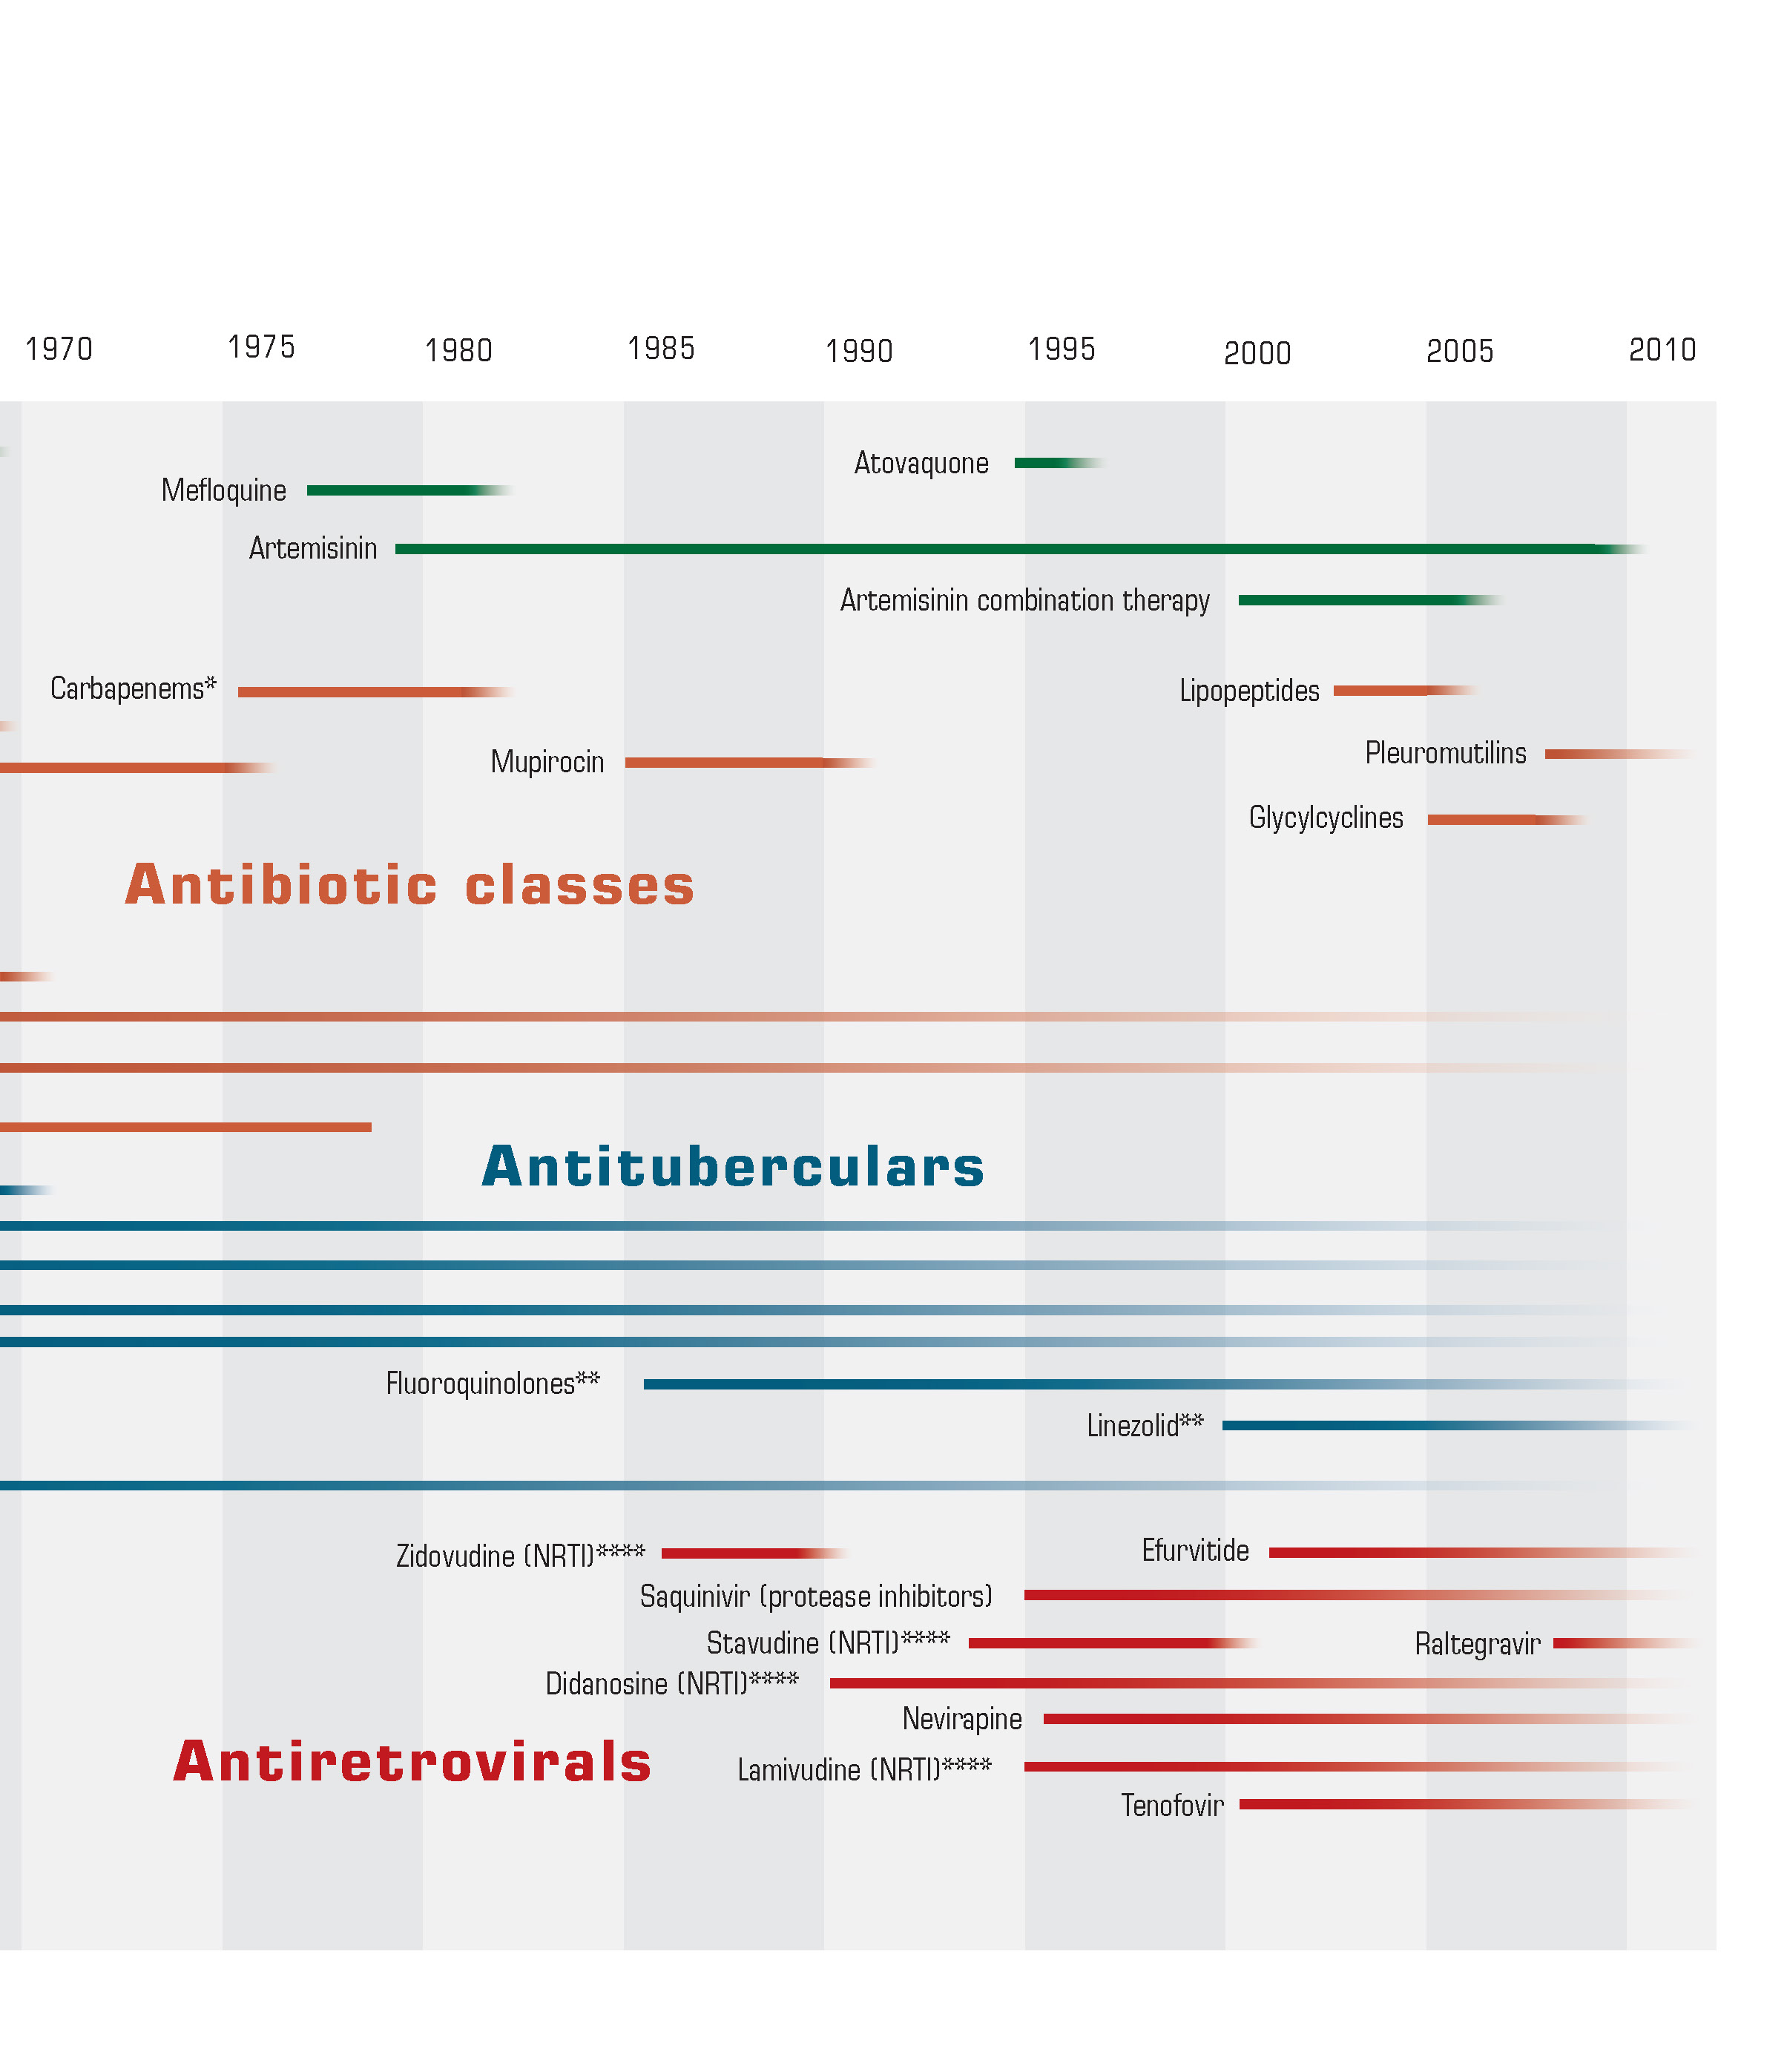 1970 1975 1980 1985 1990 1995 2000 2005 2010
Atovaquone
Mefloquine
Artemisinin
Artemisinin combination therapy
Carbapenems* Lipopeptides
Mupirocin Pleuromutilins
Glycylcyclines
Antibiotic classes
Antituberculars
Fluoroquinolones**
Linezolid**
Zidovudine (NRTI)**** Efurvitide
Saquinivir (protease inhibitors)
Stavudine (NRTI)**** Raltegravir
Didanosine (NRTI)****
Nevirapine
Antiretrovirals Lamivudine (NRTI)****
Tenofovir